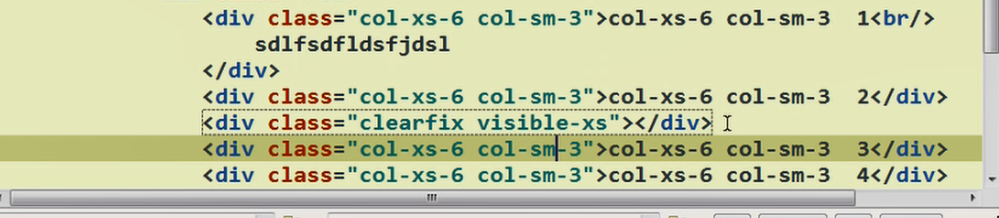 <div class="col-xs-6 col-sm-3">col-xs-6 col-sm-3  1<br/>
sdlfsdfldsfjdsl
</div>
<div class="col-xs-6 col-sm-3">col-xs-6 col-sm-3  2</div>
<div class="clearfix visible-xs"></div>
<div class="col-xs-6 col-sm-3">col-xs-6 col-sm-3  3</div>
<div class="col-xs-6 col-sm-3">col-xs-6 col-sm-3  4</div>